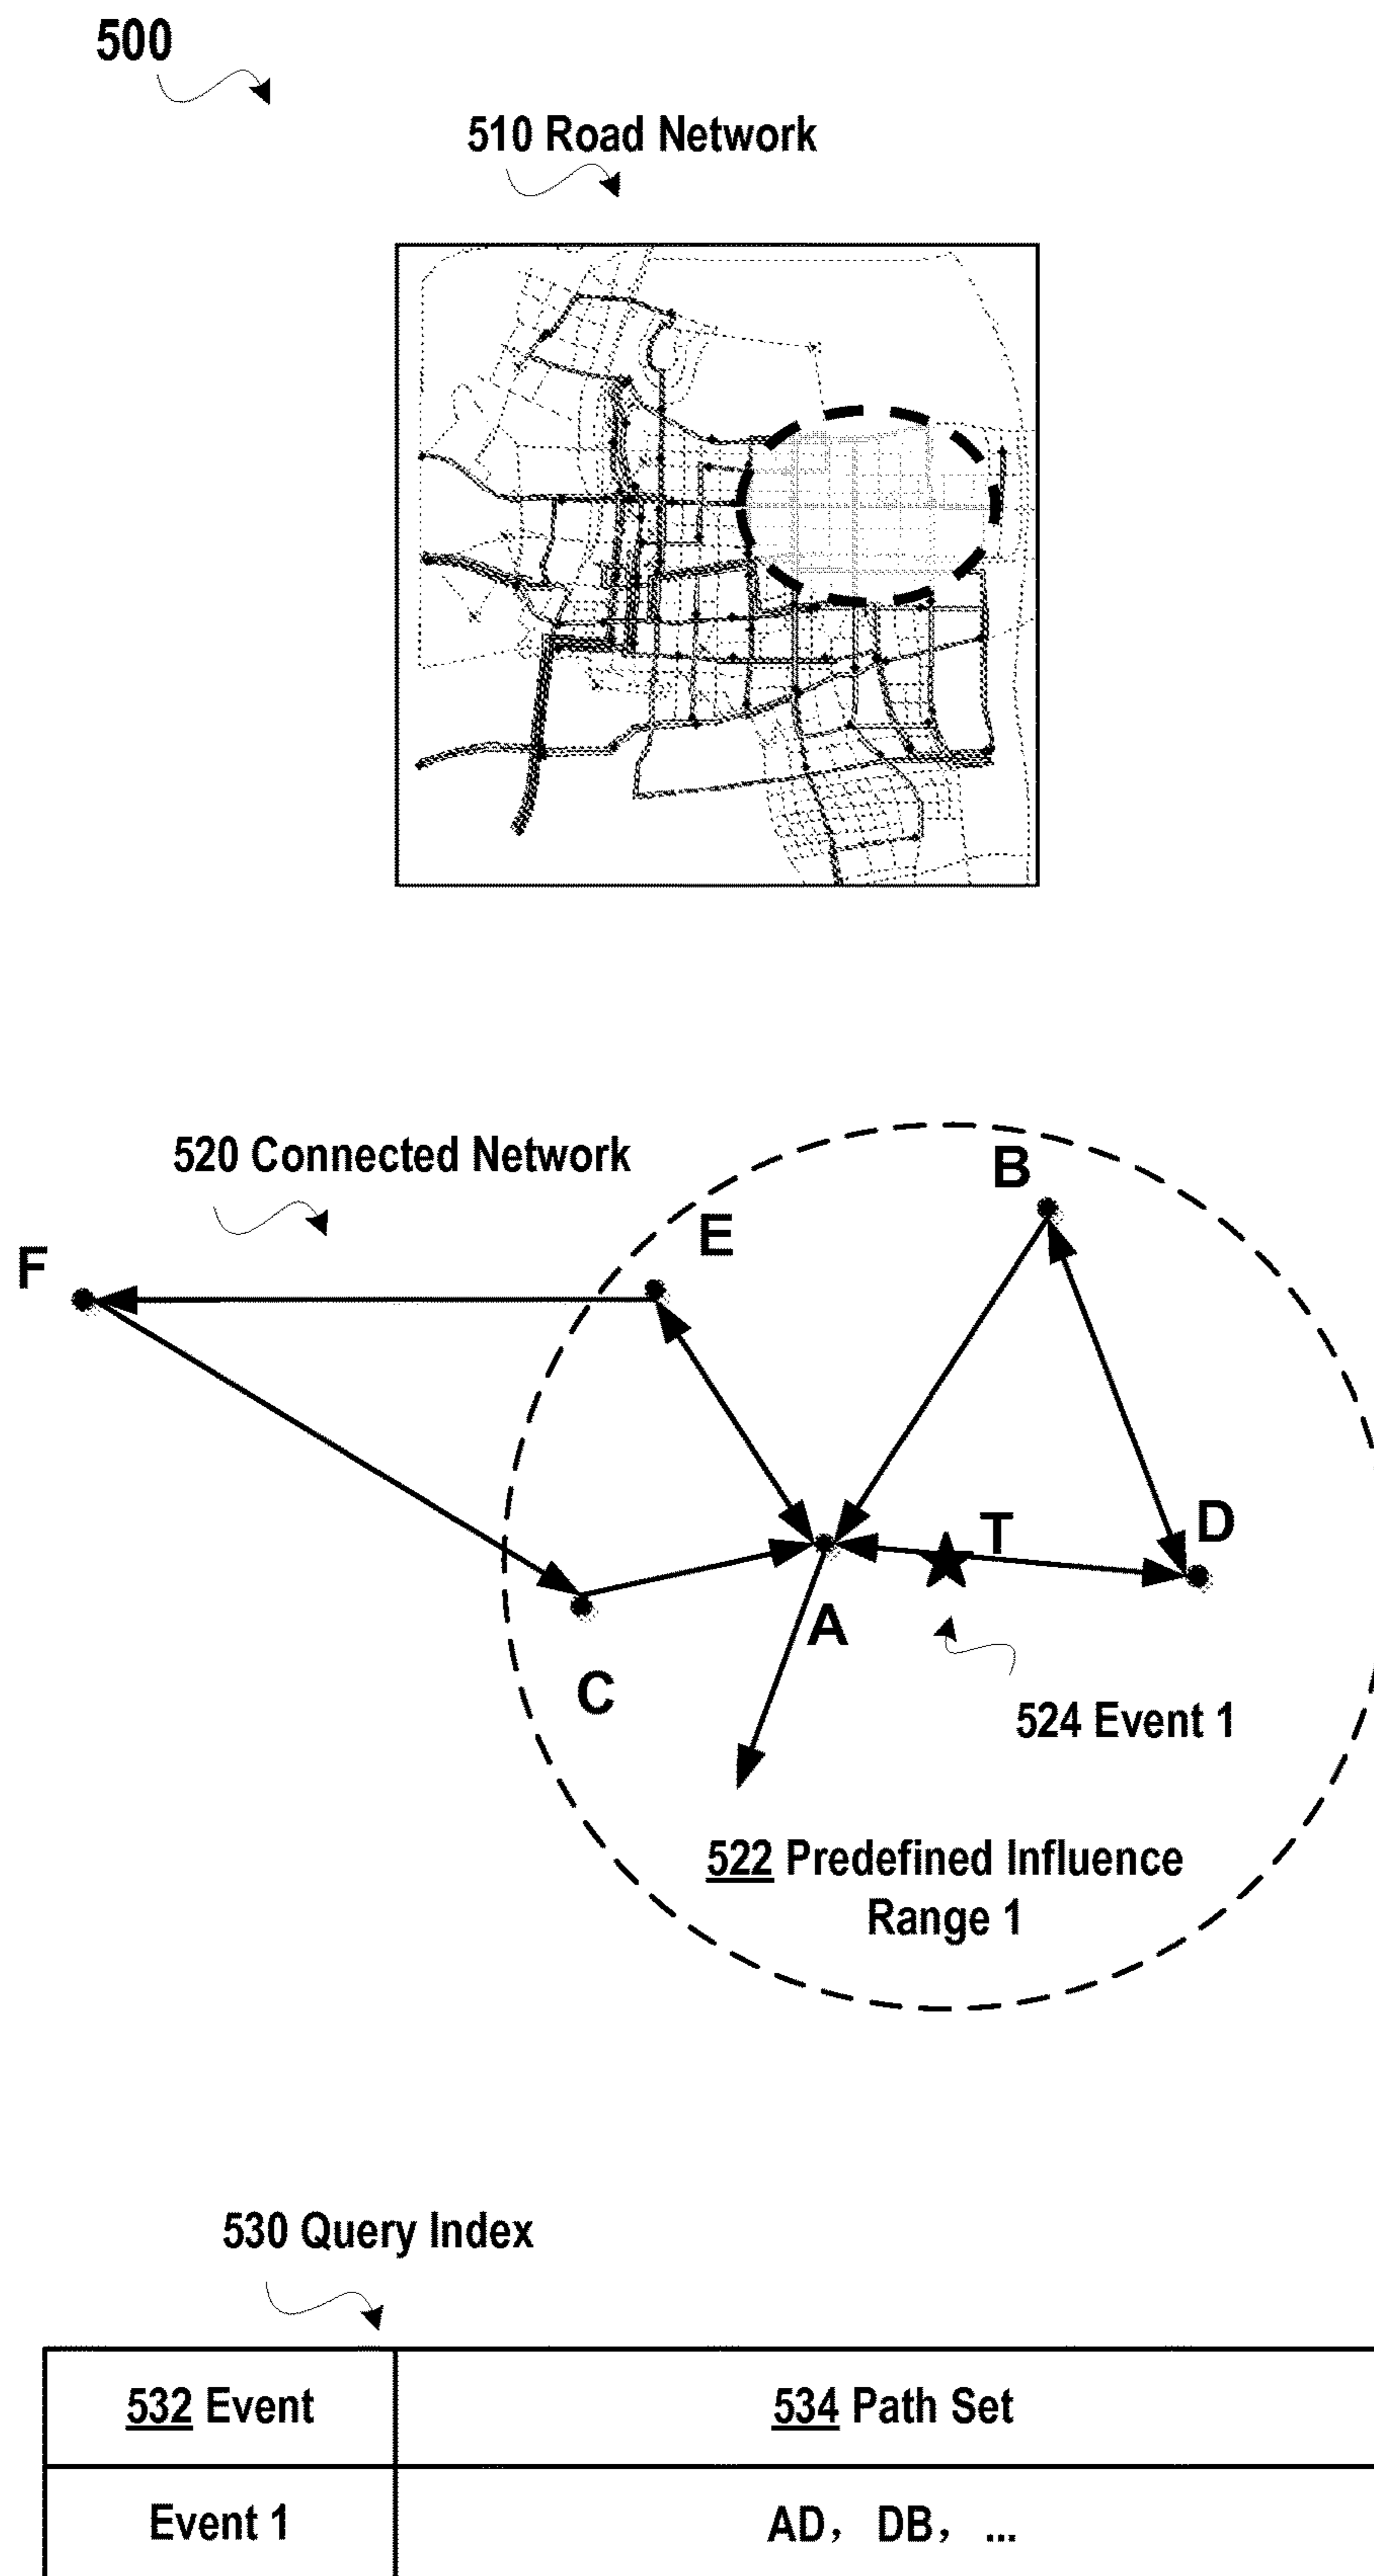 500
510 Road Network
520 Connected Network
B
E
F
T
D
A
C
524 Event 1
522 Predefined Influence
Range 1
530 Query Index
532 Event
534 Path Set
Event 1
AD, DB, ...